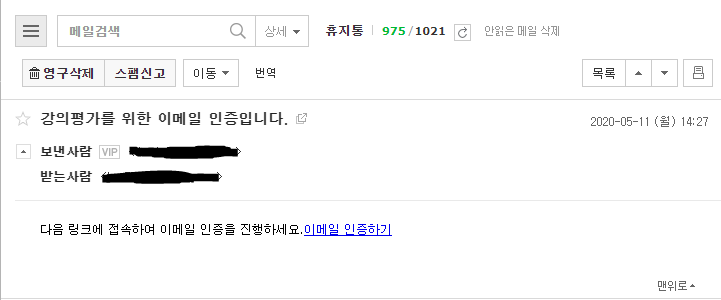 메일검색 상세 휴지통 975/1021 안읽은 메일 삭제
영구삭제 스팸신고 이동 번역 목록
강의평가를 위한 이메일 인증입니다. 2020-05-11 (월) 14:27
보낸사람 VIP
받는사람
다음 링크에 접속하여 이메일 인증을 진행하세요.이메일 인증하기
맨위로